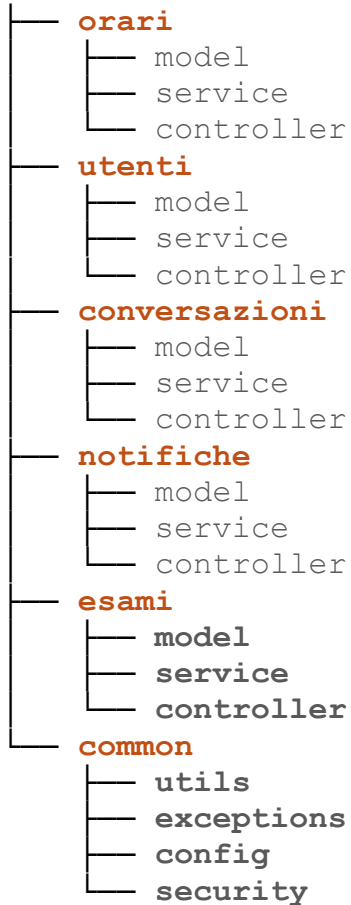 orari
model
service
controller
utenti
model
service
controller
conversazioni
model
service
controller
notifiche
model
service
controller
esami
model
service
controller
common
utils
exceptions
config
security